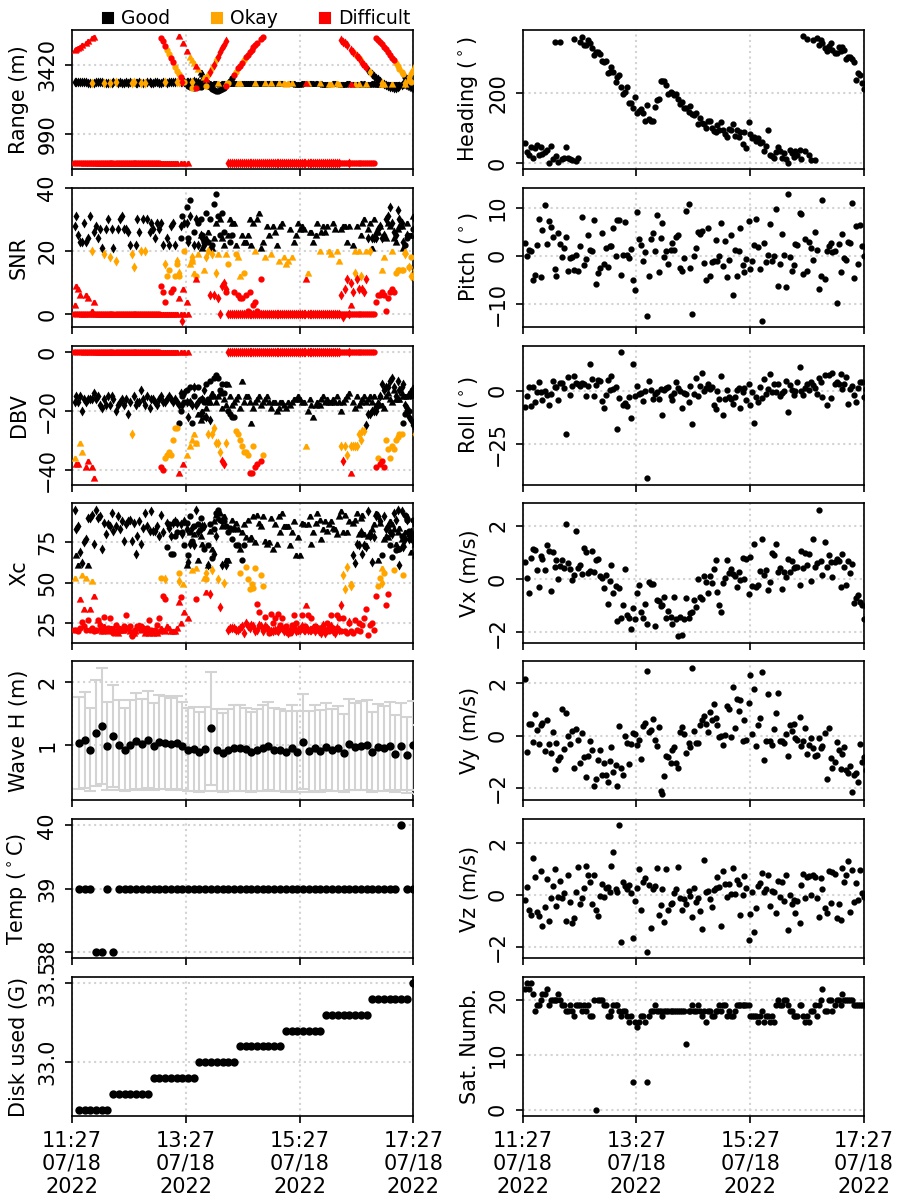 Good Okay Difficult
Range (m)
3420
990
Heading (°)
200
0
SNR
40
20
0
Pitch (°)
10
0
−10
DBV
0
−20
−40
Roll (°)
0
−25
Xc
75
50
25
Vx (m/s)
2
0
−2
Wave H (m)
2
1
Vy (m/s)
2
0
−2
Temp (°C)
40
39
38
Vz (m/s)
2
0
−2
Disk used (G)
33.5
33.0
Sat. Numb.
20
10
0
11:27 13:27 15:27 17:27
07/18 07/18 07/18 07/18
2022 2022 2022 2022
11:27 13:27 15:27 17:27
07/18 07/18 07/18 07/18
2022 2022 2022 2022